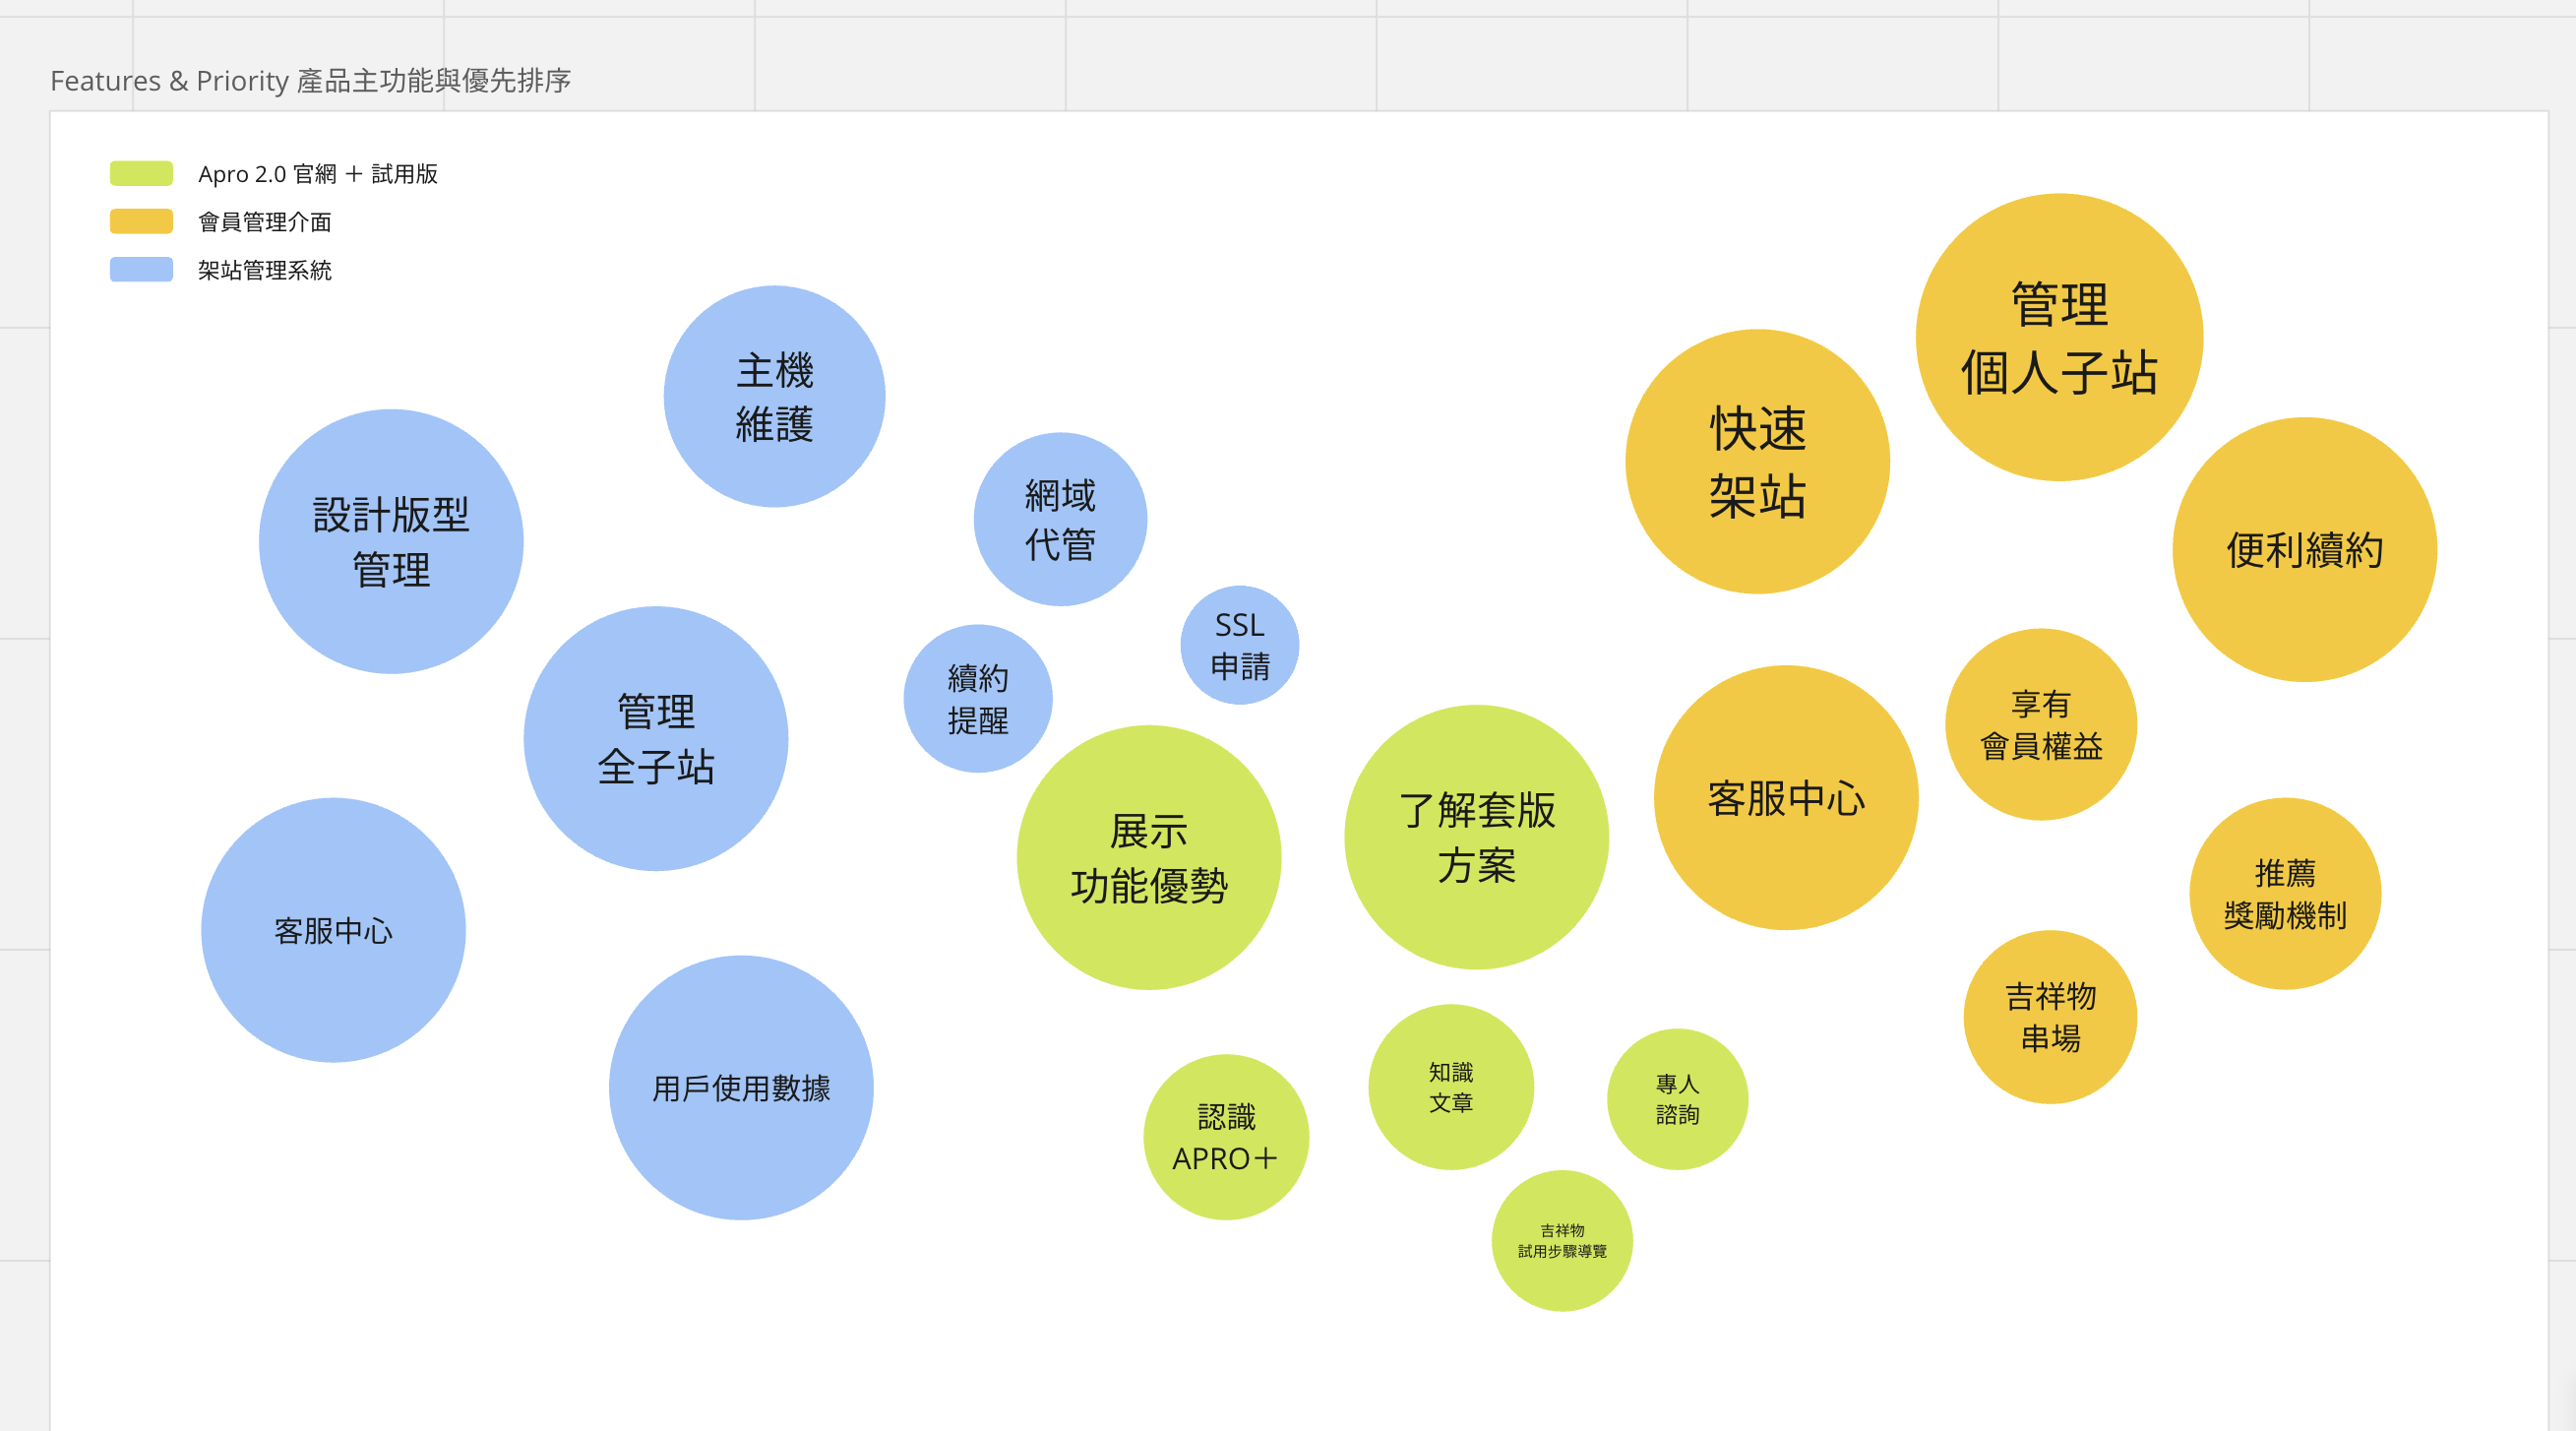 Features & Priority 產品主功能與優先排序
Apro 2.0 官網 ＋ 試用版
會員管理介面
架站管理系統
主機
維護
設計版型
管理
網域
代管
管理
全子站
續約
提醒
SSL
申請
客服中心
用戶使用數據
展示
功能優勢
了解套版
方案
認識
APRO＋
知識
文章
專人
諮詢
吉祥物
試用步驟導覽
管理
個人子站
快速
架站
便利續約
客服中心
享有
會員權益
推薦
獎勵機制
吉祥物
串場